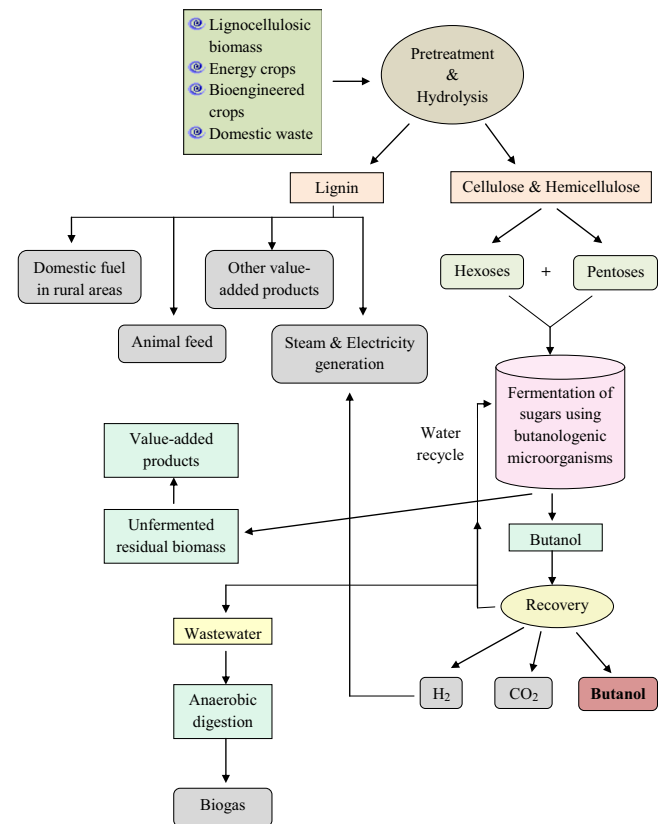 Lignocellulosic
biomass
Energy crops
Bioengineered
crops
Domestic waste
Pretreatment
&
Hydrolysis
Lignin
Cellulose & Hemicellulose
Domestic fuel
in rural areas
Other value-
added products
Hexoses
+
Pentoses
Animal feed
Steam & Electricity
generation
Fermentation of
sugars using
butanologenic
microorganisms
Water
recycle
Value-added
products
Unfermented
residual biomass
Butanol
Recovery
Wastewater
H2
CO2
Butanol
Anaerobic
digestion
Biogas